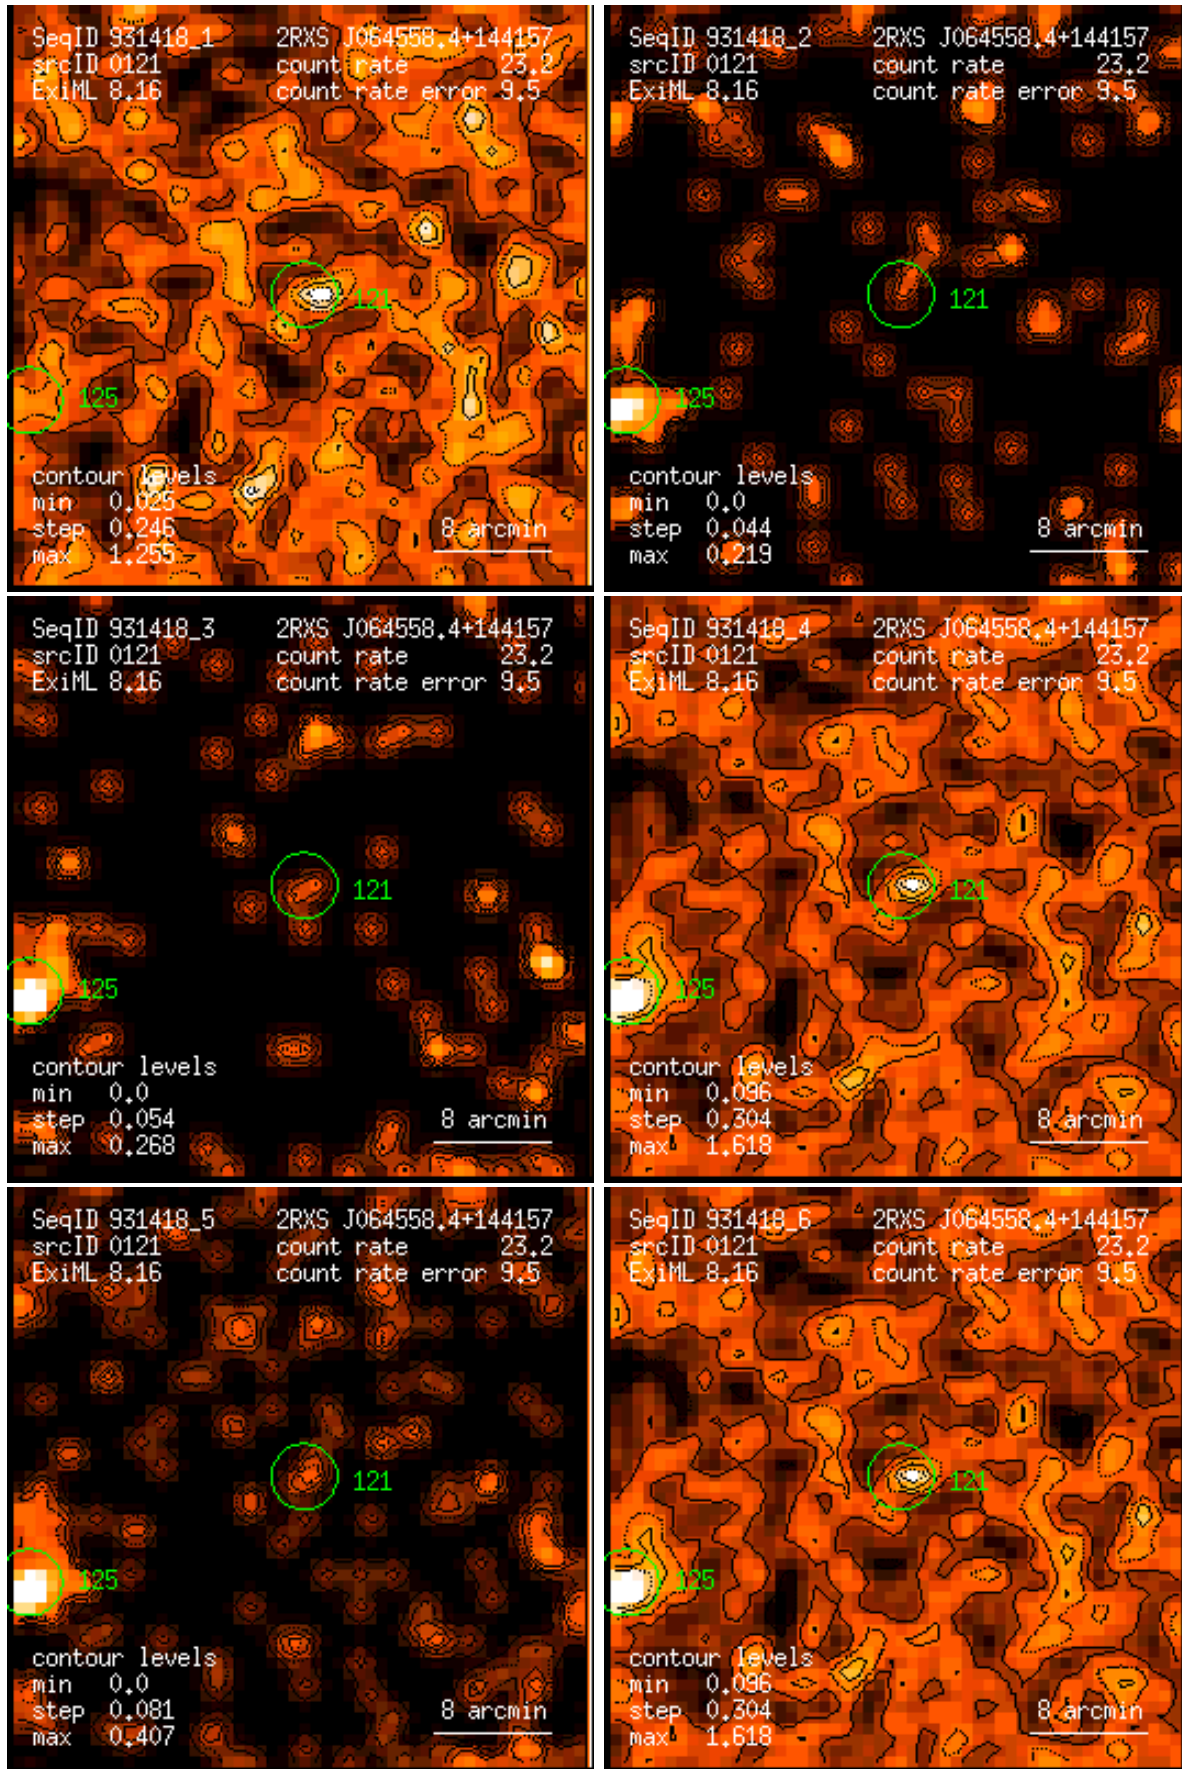 SeqID 931418_1 2RXS J064558.4+144157
srcID 0121 count rate 23.2
ExiML 8.16 count rate error 9.5
121
125
contour levels
min 0.025
step 0.246 8 arcmin
max 1.255
SeqID 931418_2 2RXS J064558.4+144157
srcID 0121 count rate 23.2
ExiML 8.16 count rate error 9.5
121
125
contour levels
min 0.0
step 0.044 8 arcmin
max 0.219
SeqID 931418_3 2RXS J064558.4+144157
srcID 0121 count rate 23.2
ExiML 8.16 count rate error 9.5
121
125
contour levels
min 0.0
step 0.054 8 arcmin
max 0.268
SeqID 931418_4 2RXS J064558.4+144157
srcID 0121 count rate 23.2
ExiML 8.16 count rate error 9.5
121
125
contour levels
min 0.096
step 0.304 8 arcmin
max 1.618
SeqID 931418_5 2RXS J064558.4+144157
srcID 0121 count rate 23.2
ExiML 8.16 count rate error 9.5
121
125
contour levels
min 0.0
step 0.081 8 arcmin
max 0.407
SeqID 931418_6 2RXS J064558.4+144157
srcID 0121 count rate 23.2
ExiML 8.16 count rate error 9.5
121
125
contour levels
min 0.096
step 0.304 8 arcmin
max 1.618